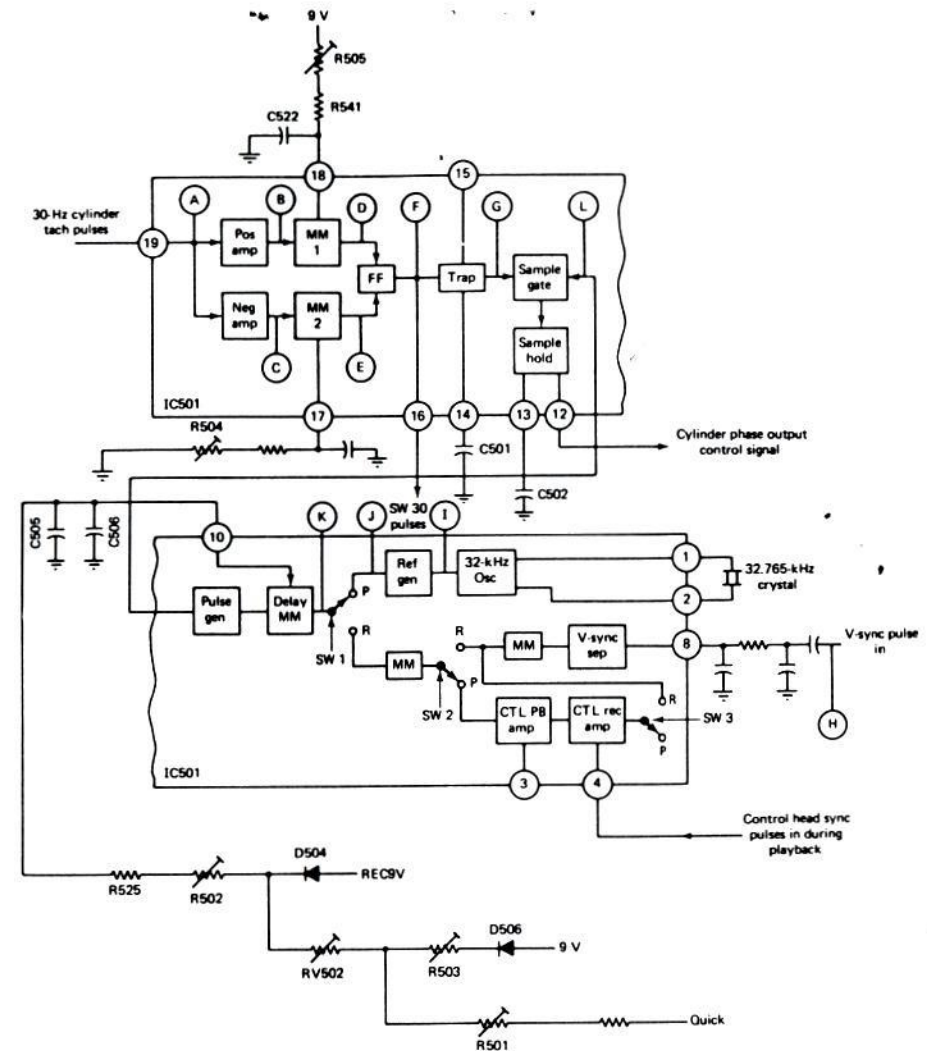 9 V
R505
R541
C522
18
15
A
B
D
F
G
L
30-Hz cylinder
tach pulses
19
Pos
amp
MM
1
FF
Trap
Sample
gate
Neg
amp
MM
2
Sample
hold
C
E
IC501
17
16
14
13
12
R504
C501
Cylinder phase output
control signal
C502
SW 30
pulses
C505
C506
10
K
J
I
1
Pulse
gen
Delay
MM
P
Ref
gen
32-kHz
Osc
32.765-kHz
crystal
2
SW 1
R
MM
R
MM
V-sync
sep
8
V-sync pulse
in
SW 2
P
CTL PB
amp
CTL rec
amp
R
SW 3
P
H
IC501
3
4
Control head sync
pulses in during
playback
D504
REC9V
R525
R502
D506
9 V
RV502
R503
Quick
R501